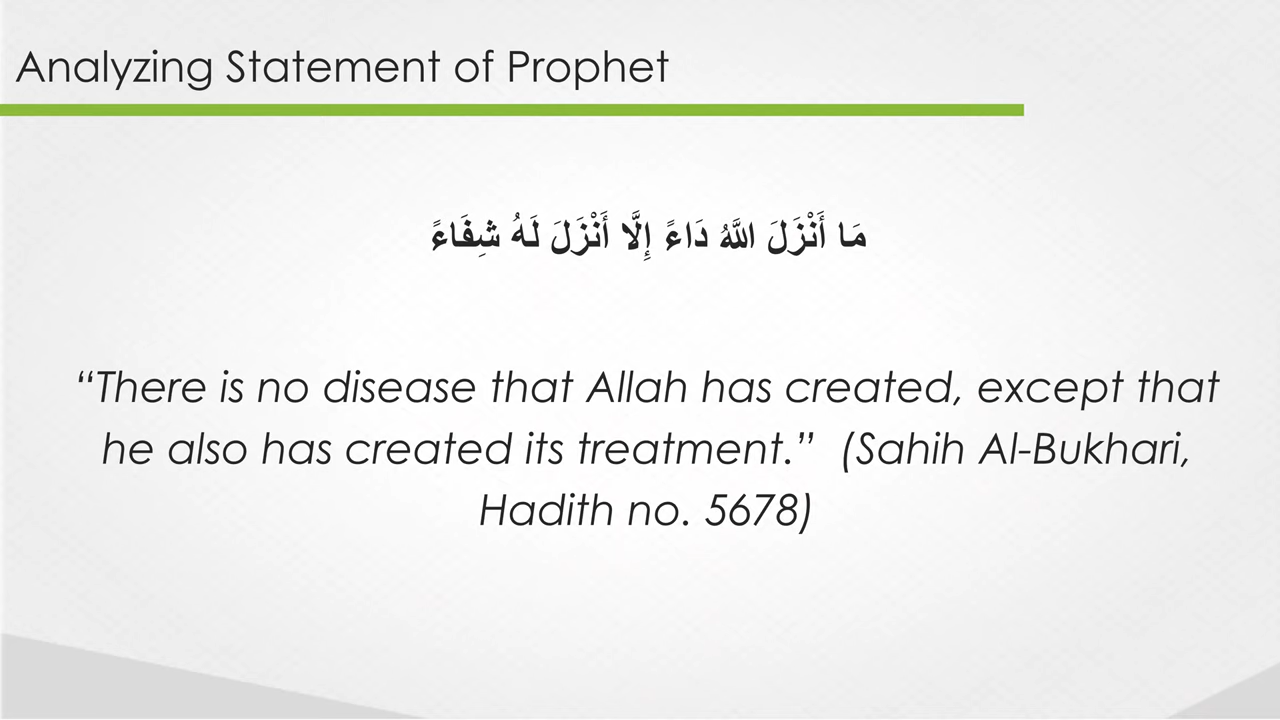 Analyzing Statement of Prophet
مَا أَنْزَلَ اللَّهُ دَاءً إِلَّا أَنْزَلَ لَهُ شِفَاءً
“There is no disease that Allah has created, except that
he also has created its treatment.” (Sahih Al-Bukhari,
Hadith no. 5678)